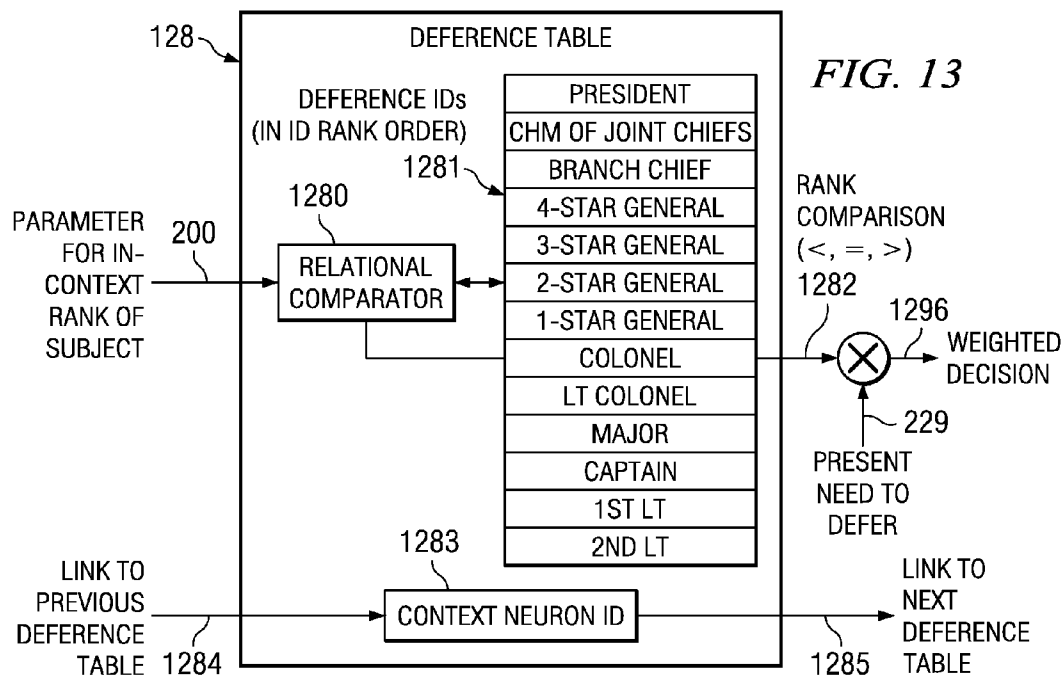 128
DEFERENCE TABLE
FIG. 13
DEFERENCE IDs
(IN ID RANK ORDER)
1281
PRESIDENT
CHM OF JOINT CHIEFS
BRANCH CHIEF
4-STAR GENERAL
3-STAR GENERAL
2-STAR GENERAL
1-STAR GENERAL
COLONEL
LT COLONEL
MAJOR
CAPTAIN
1ST LT
2ND LT
PARAMETER
FOR IN-
CONTEXT
RANK OF
SUBJECT
200
1280
RELATIONAL
COMPARATOR
RANK
COMPARISON
(<, =, >)
1282
1296
WEIGHTED
DECISION
229
PRESENT
NEED TO
DEFER
LINK TO
PREVIOUS
DEFERENCE
TABLE
1284
1283
CONTEXT NEURON ID
1285
LINK TO
NEXT
DEFERENCE
TABLE